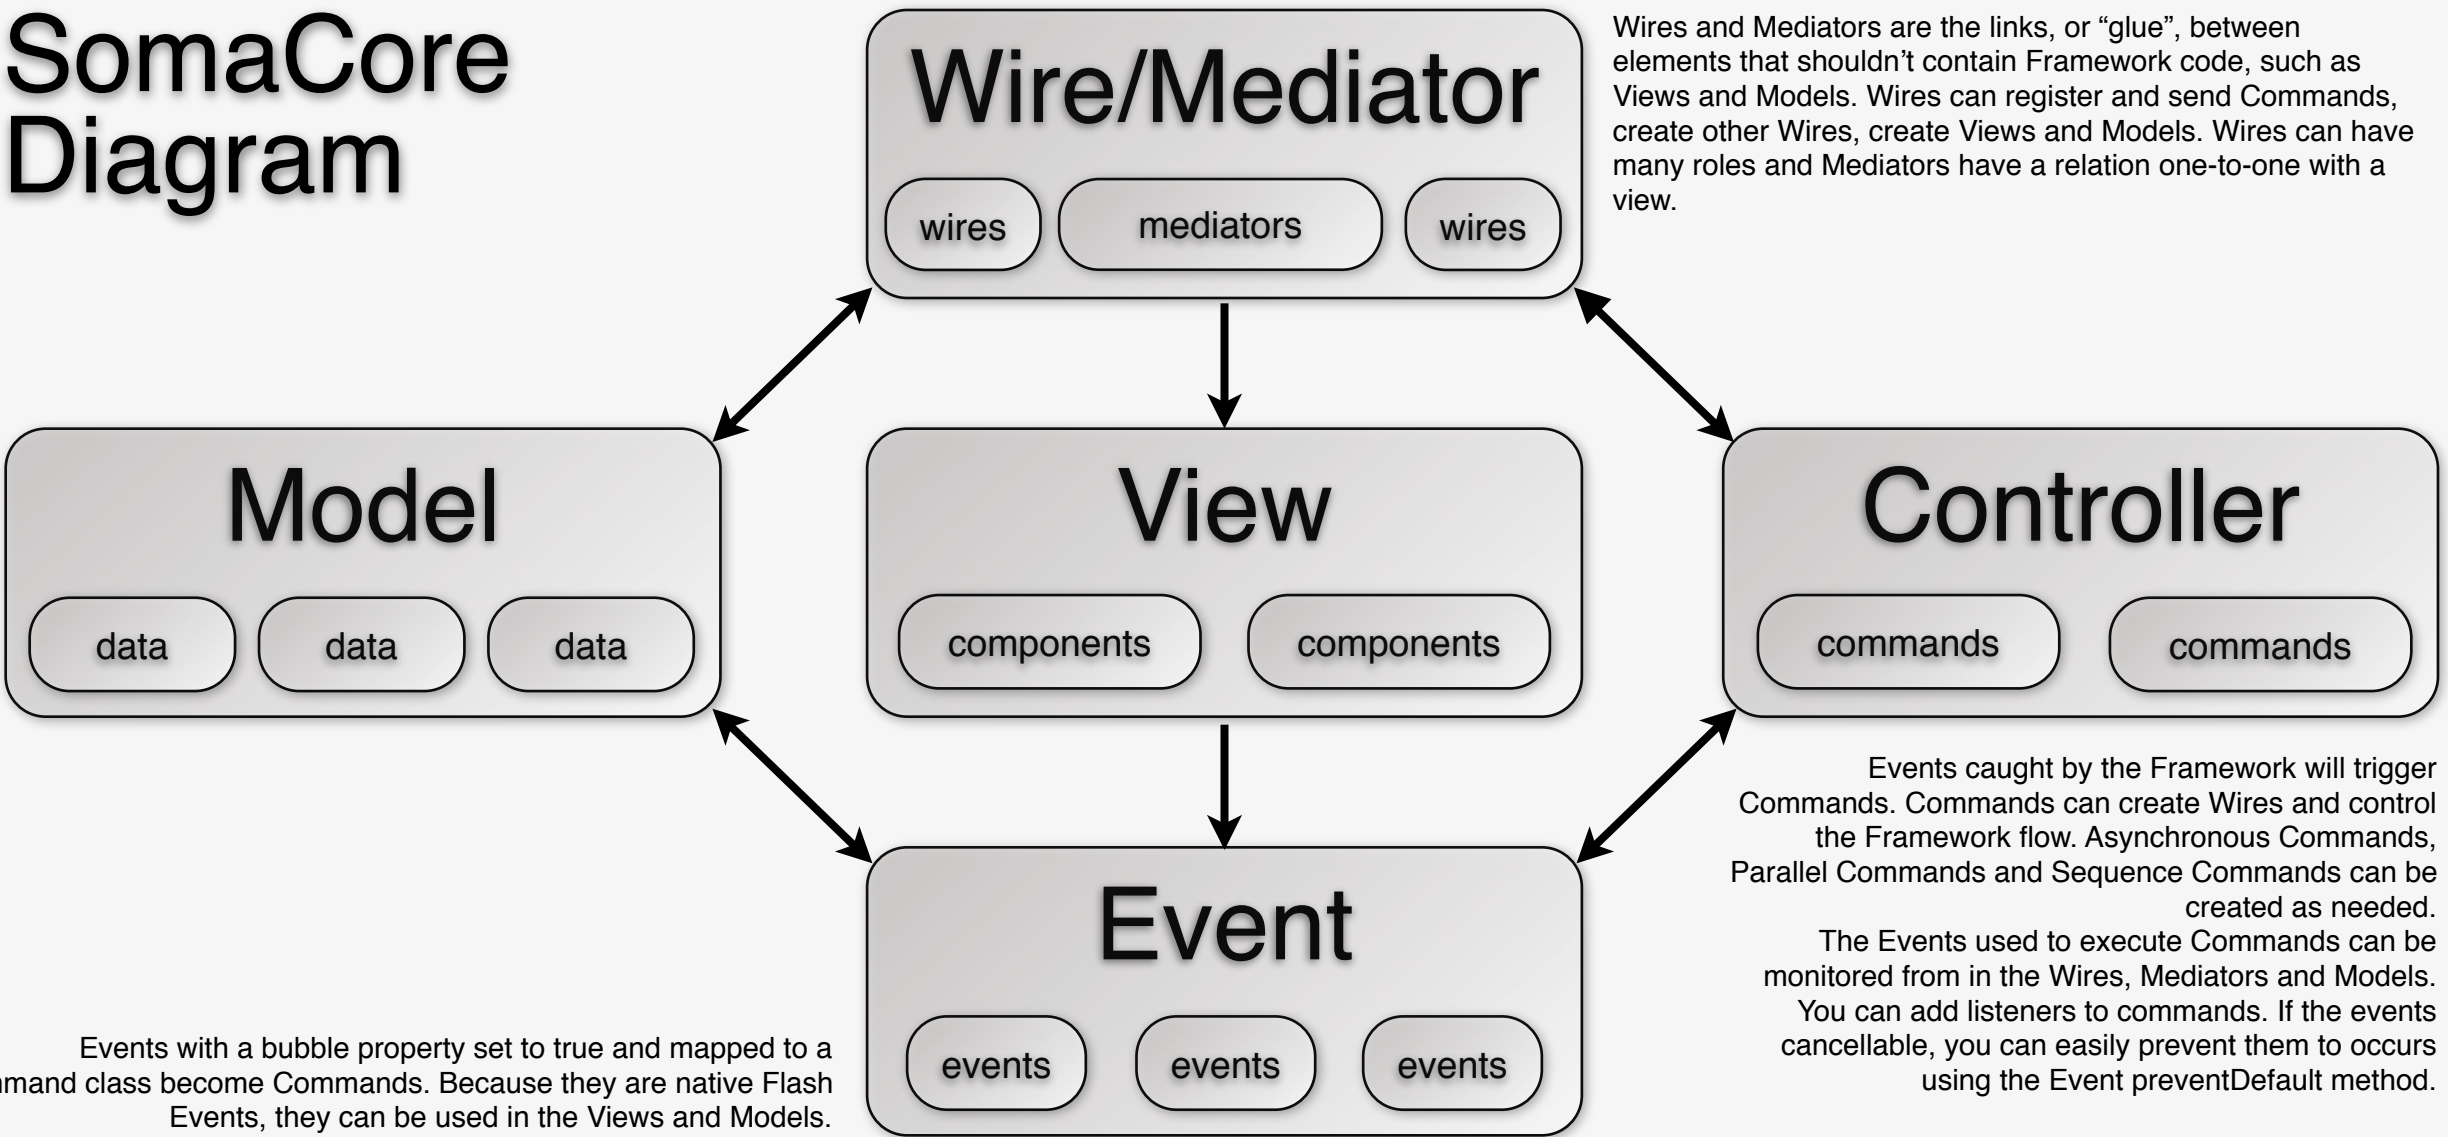 SomaCore
Diagram
Wire/Mediator
wires
mediators
wires
Wires and Mediators are the links, or “glue”, between
elements that shouldn’t contain Framework code, such as
Views and Models. Wires can register and send Commands,
create other Wires, create Views and Models. Wires can have
many roles and Mediators have a relation one-to-one with a
view.
Model
data
data
data
View
components
components
Controller
commands
commands
Events caught by the Framework will trigger
Commands. Commands can create Wires and control
the Framework flow. Asynchronous Commands,
Parallel Commands and Sequence Commands can be
created as needed.
The Events used to execute Commands can be
monitored from in the Wires, Mediators and Models.
You can add listeners to commands. If the events
cancellable, you can easily prevent them to occurs
using the Event preventDefault method.
Event
events
events
events
Events with a bubble property set to true and mapped to a
class become Commands. Because they are native Flash
Events, they can be used in the Views and Models.